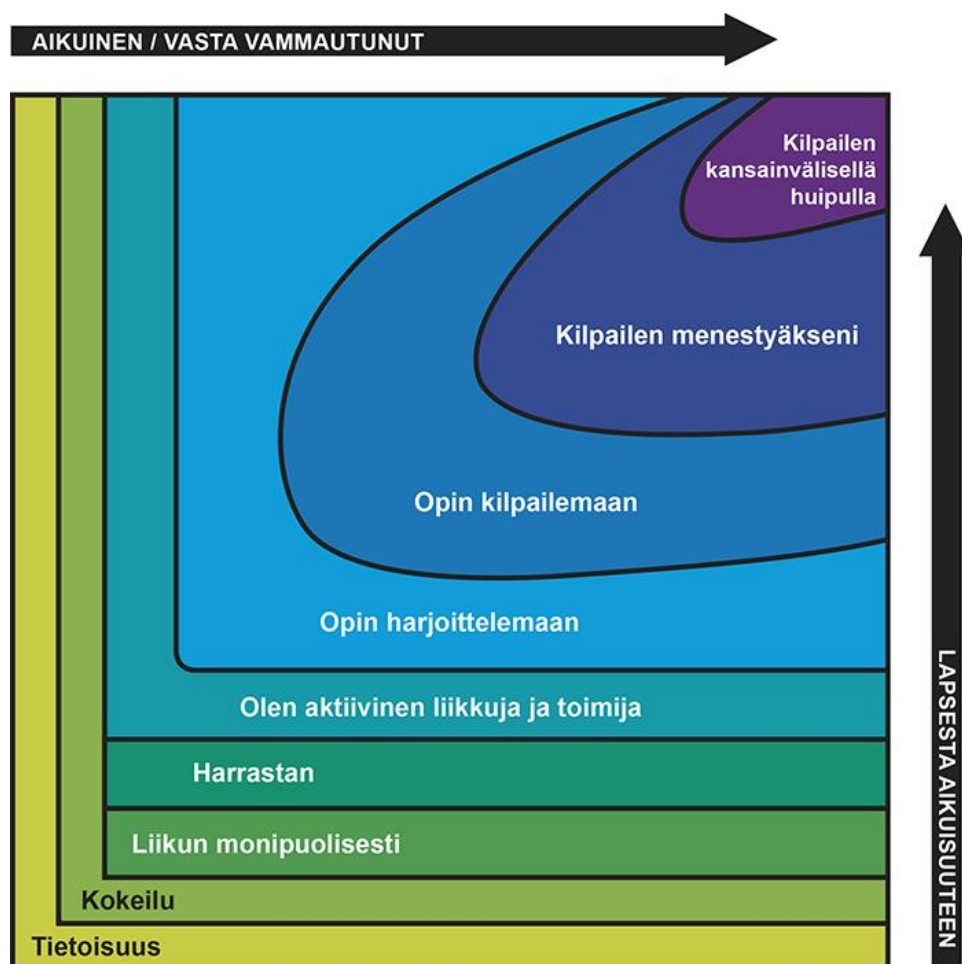 AIKUINEN / VASTA VAMMAUTUNUT
Kilpailen
kansainvälisellä
huipulla
Kilpailen menestyäkseni
Opin kilpailemaan
Opin harjoittelemaan
Olen aktiivinen liikkuja ja toimija
Harrastan
Liikun monipuolisesti
Kokeilu
Tietoisuus
LAPSESTA AIKUISUUTEEN